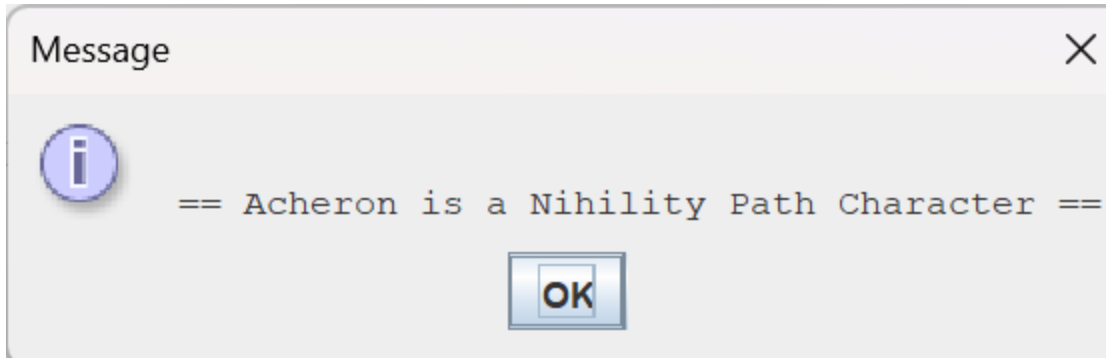 Message
== Acheron is a Nihility Path Character ==
OK